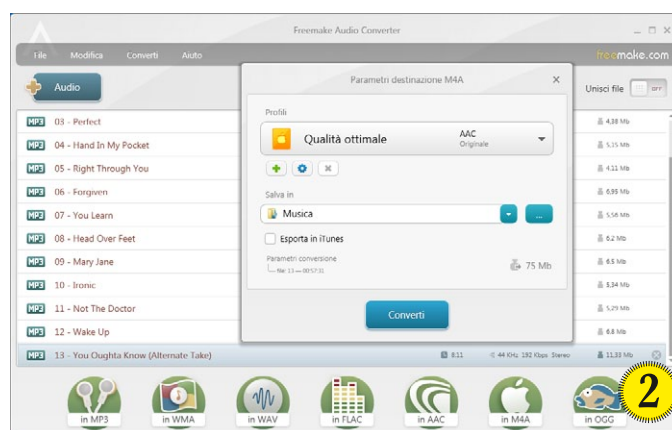 Freemake Audio Converter
File Modifica Converti Aiuto
freemake.com
Audio
Unisci file OFF
Parametri destinazione M4A
Profili
Qualità ottimale AAC
Originale
Salva in
Musica
...
Esporta in iTunes
Parametri conversione
file: 13 — 00:57:31
75 Mb
Converti
MP3 03 - Perfect 4,38 Mb
MP3 04 - Hand In My Pocket 5,15 Mb
MP3 05 - Right Through You 4,11 Mb
MP3 06 - Forgiven 6,95 Mb
MP3 07 - You Learn 5,56 Mb
MP3 08 - Head Over Feet 6,2 Mb
MP3 09 - Mary Jane 6,5 Mb
MP3 10 - Ironic 5,34 Mb
MP3 11 - Not The Doctor 5,29 Mb
MP3 12 - Wake Up 6,8 Mb
MP3 13 - You Oughta Know (Alternate Take) 8:11 44 KHz 192 Kbps Stereo 11,33 Mb
in MP3 in WMA in WAV in FLAC in AAC in M4A in OGG
2